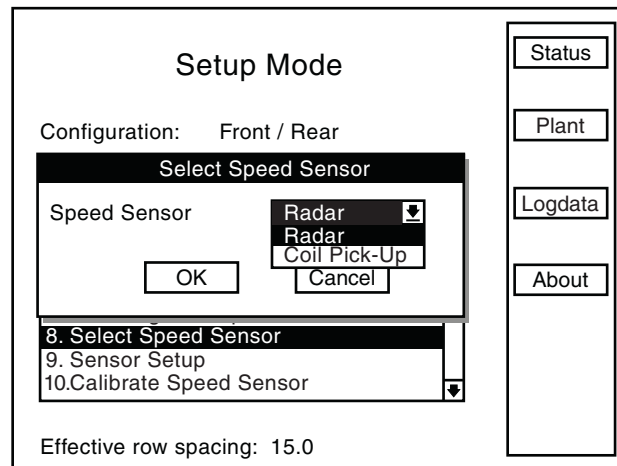 Setup Mode
Configuration: Front / Rear
Select Speed Sensor
Speed Sensor Radar
Radar
Coil Pick-Up
OK Cancel
8. Select Speed Sensor
9. Sensor Setup
10.Calibrate Speed Sensor
Effective row spacing: 15.0
Status
Plant
Logdata
About